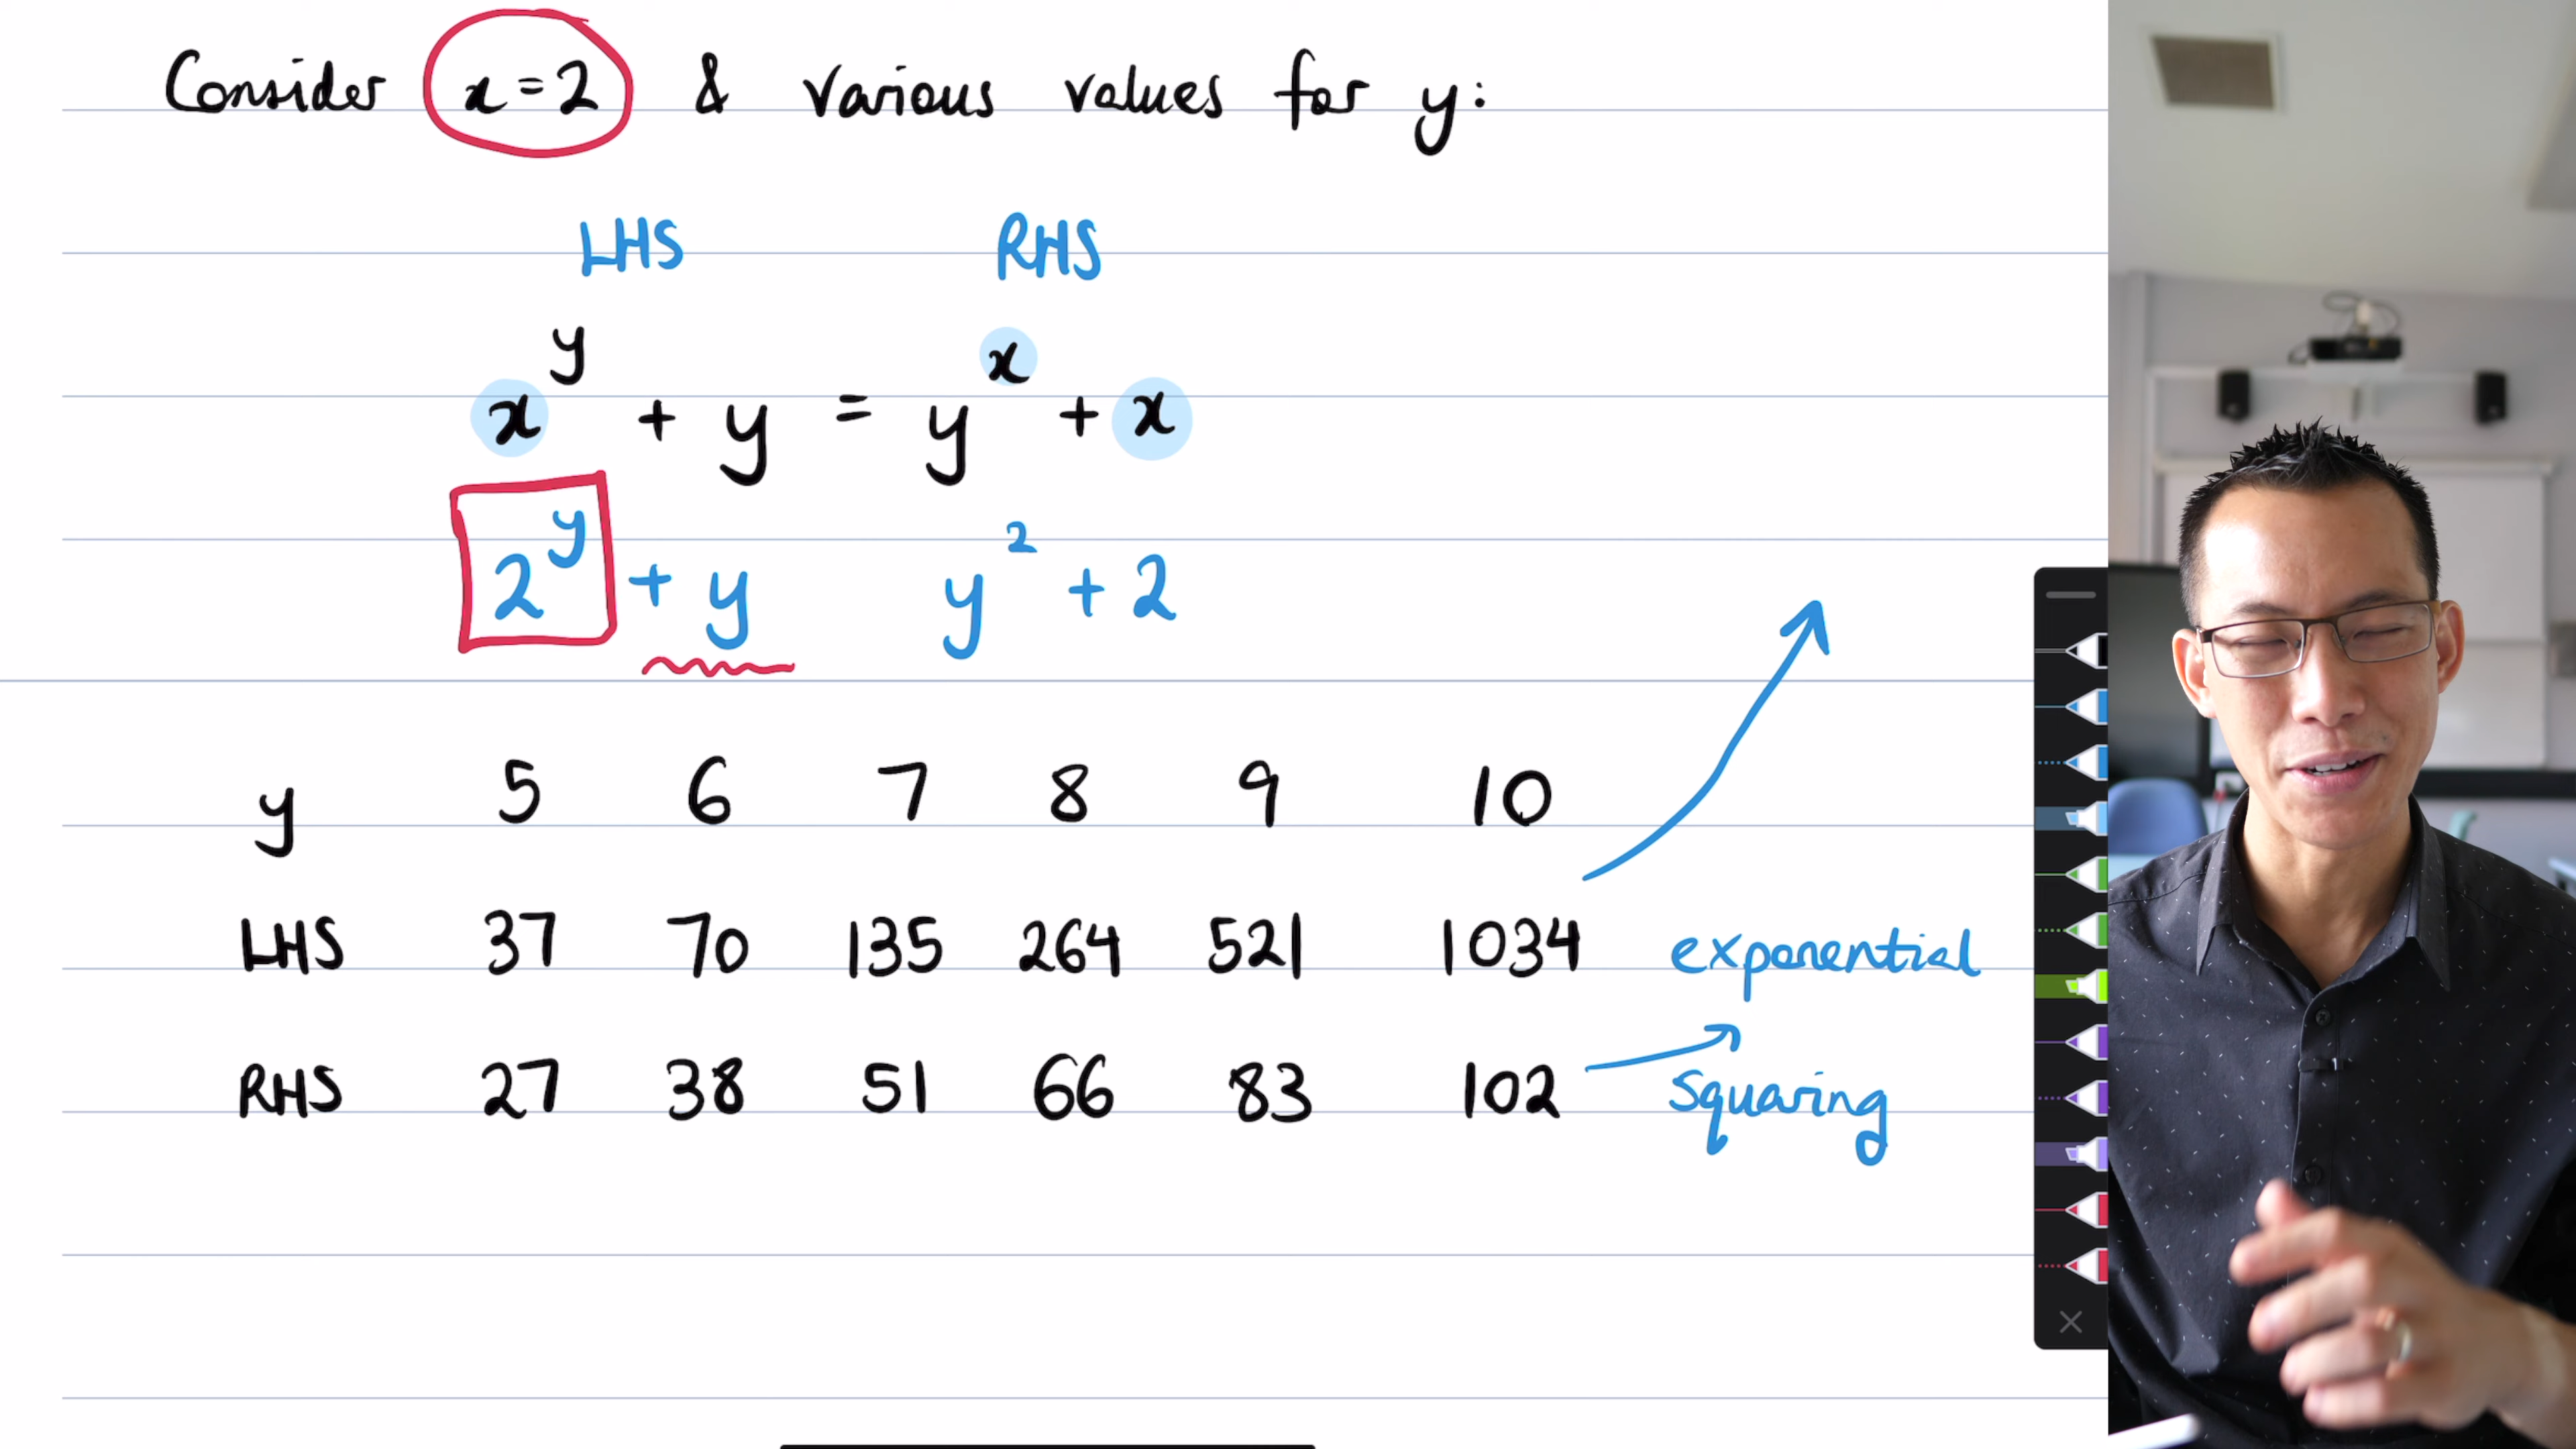 Consider x = 2 & various values for y:
LHS RHS
x^y + y = y^x + x
2^y + y y^2 + 2
y 5 6 7 8 9 10
LHS 37 70 135 264 521 1034 exponential
RHS 27 38 51 66 83 102 squaring